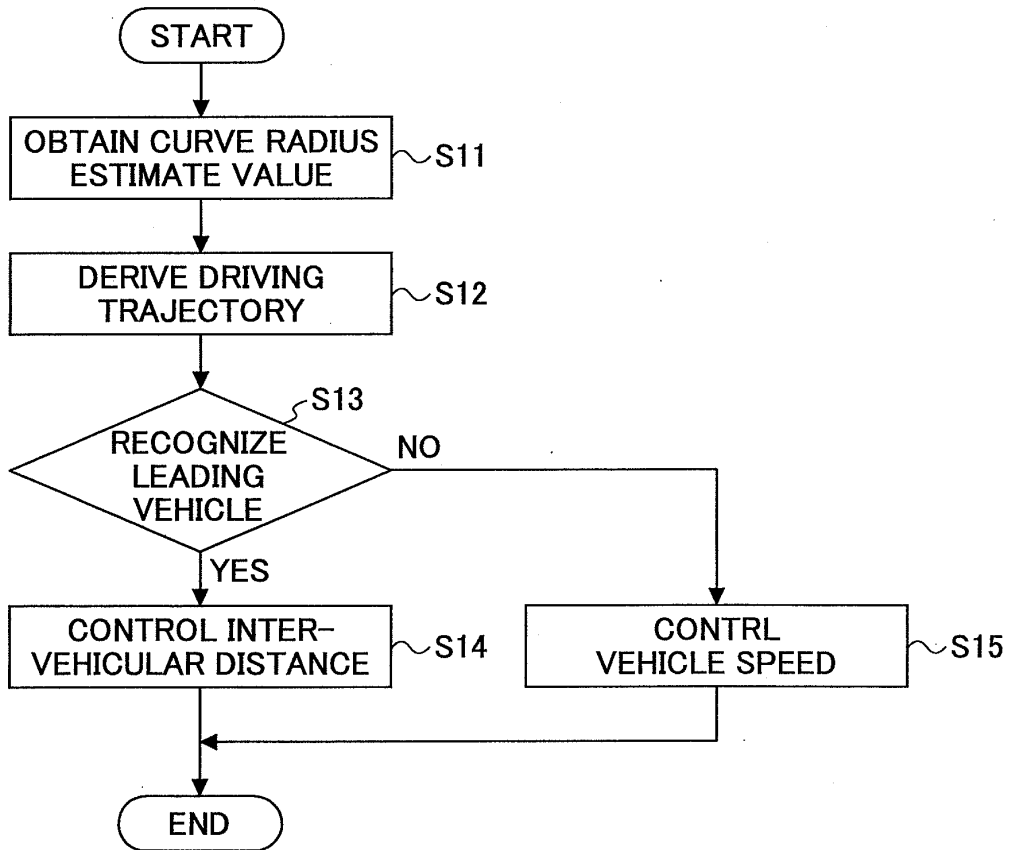 START
OBTAIN CURVE RADIUS
ESTIMATE VALUE
S11
DERIVE DRIVING
TRAJECTORY
S12
S13
RECOGNIZE
LEADING
VEHICLE
NO
YES
CONTROL INTER-
VEHICULAR DISTANCE
S14
CONTRL
VEHICLE SPEED
S15
END